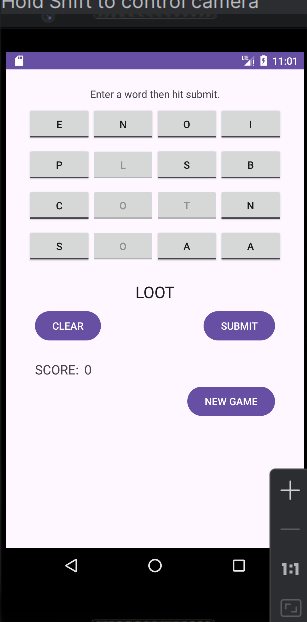 Hold Shift to control camera
11:01
Enter a word then hit submit.
E N O I
P L S B
C O T N
S O A A
LOOT
CLEAR SUBMIT
SCORE: 0
NEW GAME
1:1